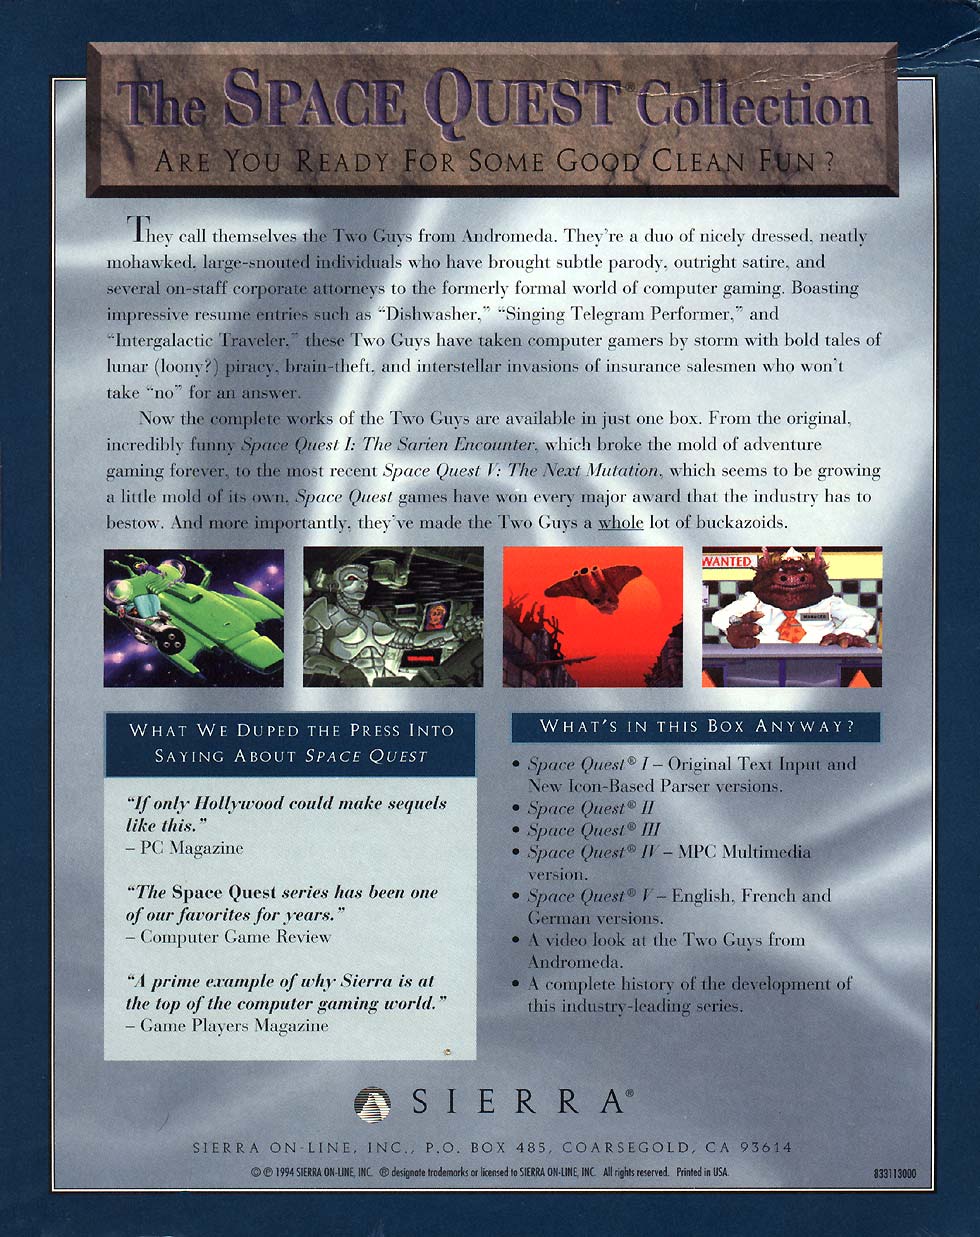 The SPACE QUEST® Collection
ARE YOU READY FOR SOME GOOD CLEAN FUN?
They call themselves the Two Guys from Andromeda. They're a duo of nicely dressed, neatly
mohawked, large-snouted individuals who have brought subtle parody, outright satire, and
several on-staff corporate attorneys to the formerly formal world of computer gaming. Boasting
impressive resume entries such as “Dishwasher,” “Singing Telegram Performer,” and
“Intergalactic Traveler,” these Two Guys have taken computer gamers by storm with bold tales of
lunar (loony?) piracy, brain-theft, and interstellar invasions of insurance salesmen who won't
take “no” for an answer.
Now the complete works of the Two Guys are available in just one box. From the original,
incredibly funny Space Quest I: The Sarien Encounter, which broke the mold of adventure
gaming forever, to the most recent Space Quest V: The Next Mutation, which seems to be growing
a little mold of its own, Space Quest games have won every major award that the industry has to
bestow. And more importantly, they've made the Two Guys a whole lot of buckazoids.
WANTED
MANAGER
WHAT WE DUPED THE PRESS INTO
SAYING ABOUT SPACE QUEST
“If only Hollywood could make sequels
like this.”
– PC Magazine
“The Space Quest series has been one
of our favorites for years.”
– Computer Game Review
“A prime example of why Sierra is at
the top of the computer gaming world.”
– Game Players Magazine
WHAT'S IN THIS BOX ANYWAY?
• Space Quest® I – Original Text Input and
New Icon-Based Parser versions.
• Space Quest® II
• Space Quest® III
• Space Quest® IV – MPC Multimedia
version.
• Space Quest® V – English, French and
German versions.
• A video look at the Two Guys from
Andromeda.
• A complete history of the development of
this industry-leading series.
SIERRA®
SIERRA ON-LINE, INC., P.O. BOX 485, COARSEGOLD, CA 93614
© ℗ 1994 SIERRA ON-LINE, INC. ® designate trademarks or licensed to SIERRA ON-LINE, INC. All rights reserved. Printed in USA.
833113000